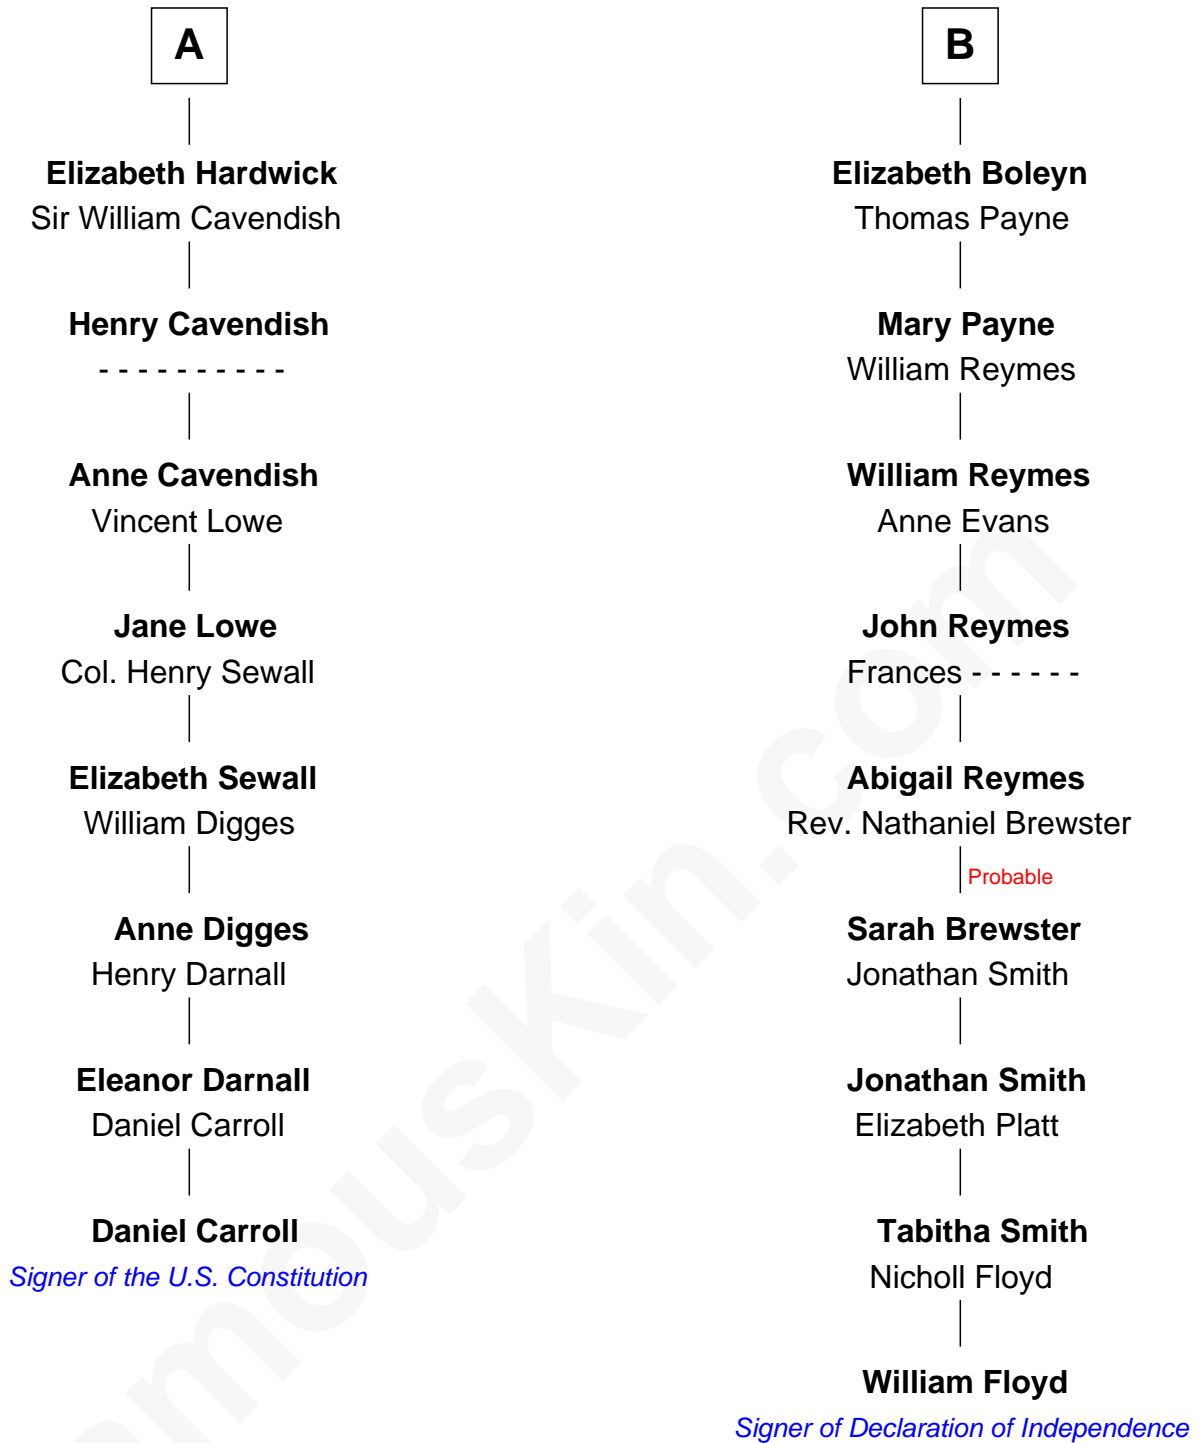 A
Elizabeth Hardwick
Sir William Cavendish
Henry Cavendish
- - - - - - - - - -
Anne Cavendish
Vincent Lowe
Jane Lowe
Col. Henry Sewall
Elizabeth Sewall
William Digges
Anne Digges
Henry Darnall
Eleanor Darnall
Daniel Carroll
Daniel Carroll
Signer of the U.S. Constitution
B
Elizabeth Boleyn
Thomas Payne
Mary Payne
William Reymes
William Reymes
Anne Evans
John Reymes
Frances - - - - - -
Abigail Reymes
Rev. Nathaniel Brewster
Probable
Sarah Brewster
Jonathan Smith
Jonathan Smith
Elizabeth Platt
Tabitha Smith
Nicholl Floyd
William Floyd
Signer of Declaration of Independence
amousKin.com